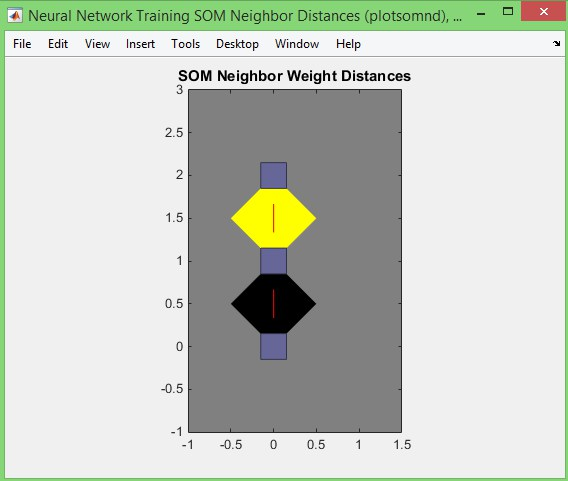 Neural Network Training SOM Neighbor Distances (plotsomnd), ...
File Edit View Insert Tools Desktop Window Help
SOM Neighbor Weight Distances
3
2.5
2
1.5
1
0.5
0
-0.5
-1
-1 -0.5 0 0.5 1 1.5